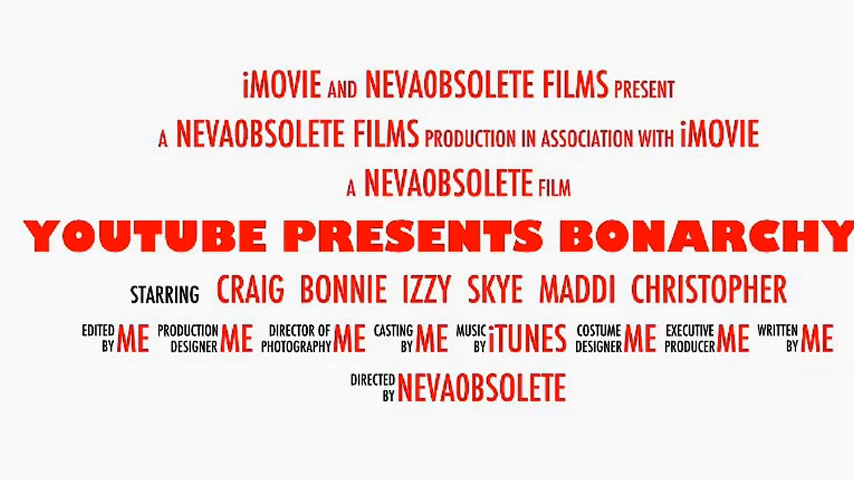 iMOVIE AND NEVAOBSOLETE FILMS PRESENT
A NEVAOBSOLETE FILMS PRODUCTION IN ASSOCIATION WITH iMOVIE
A NEVAOBSOLETE FILM
YOUTUBE PRESENTS BONARCHY
STARRING CRAIG BONNIE IZZY SKYE MADDI CHRISTOPHER
EDITED BY ME PRODUCTION DESIGNER ME DIRECTOR OF PHOTOGRAPHY ME CASTING BY ME MUSIC BY iTUNES COSTUME DESIGNER ME EXECUTIVE PRODUCER ME WRITTEN BY ME
DIRECTED BY NEVAOBSOLETE